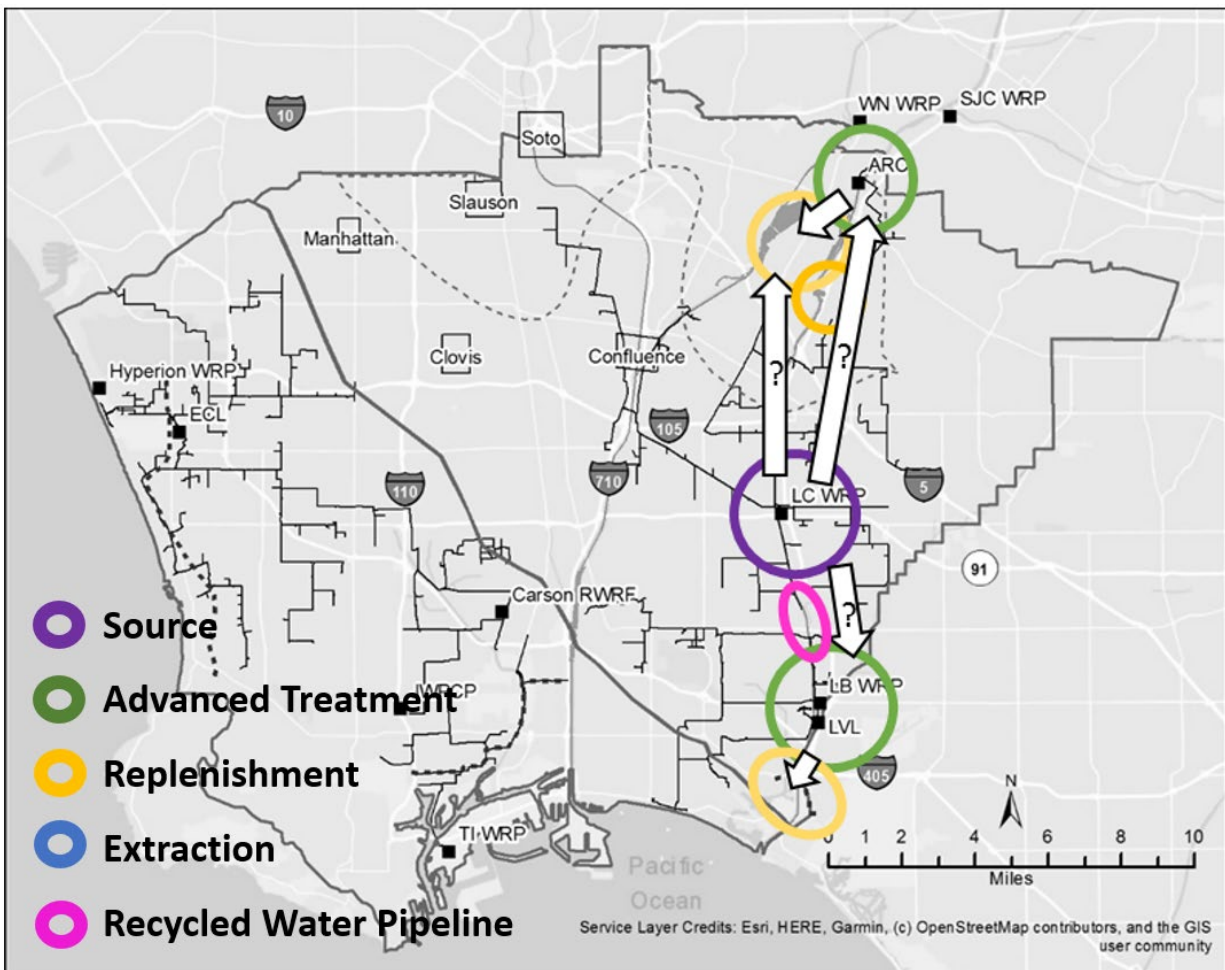 WN WRP
SJC WRP
10
Soto
ARC
Slauson
Manhattan
Clovis
Confluence
Hyperion WRP
ECL
?
?
105
110
710
5
LC WRP
91
Carson RWRF
?
Source
Advanced Treatment
JWPCP
LB WRP
LVL
Replenishment
405
N
Extraction
TI WRP
0 1 2 4 6 8 10
Miles
Pacific
Ocean
Recycled Water Pipeline
Service Layer Credits: Esri, HERE, Garmin, (c) OpenStreetMap contributors, and the GIS
user community